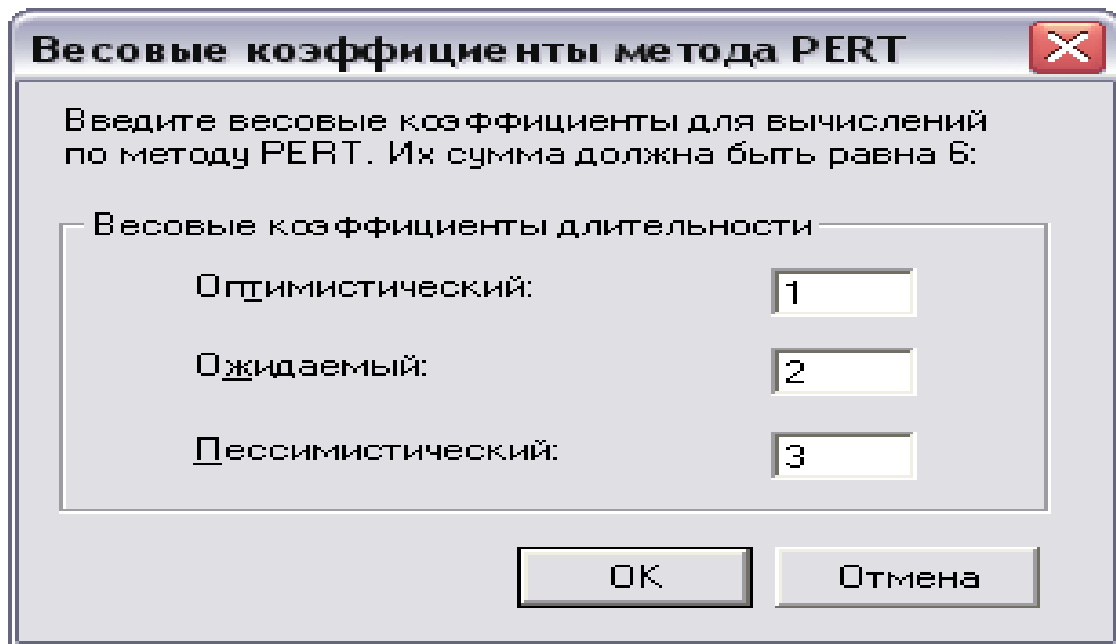 Весовые коэффициенты метода PERT
Введите весовые коэффициенты для вычислений
по методу PERT. Их сумма должна быть равна 6:
Весовые коэффициенты длительности
Оптимистический: 1
Ожидаемый: 2
Пессимистический: 3
ОК Отмена